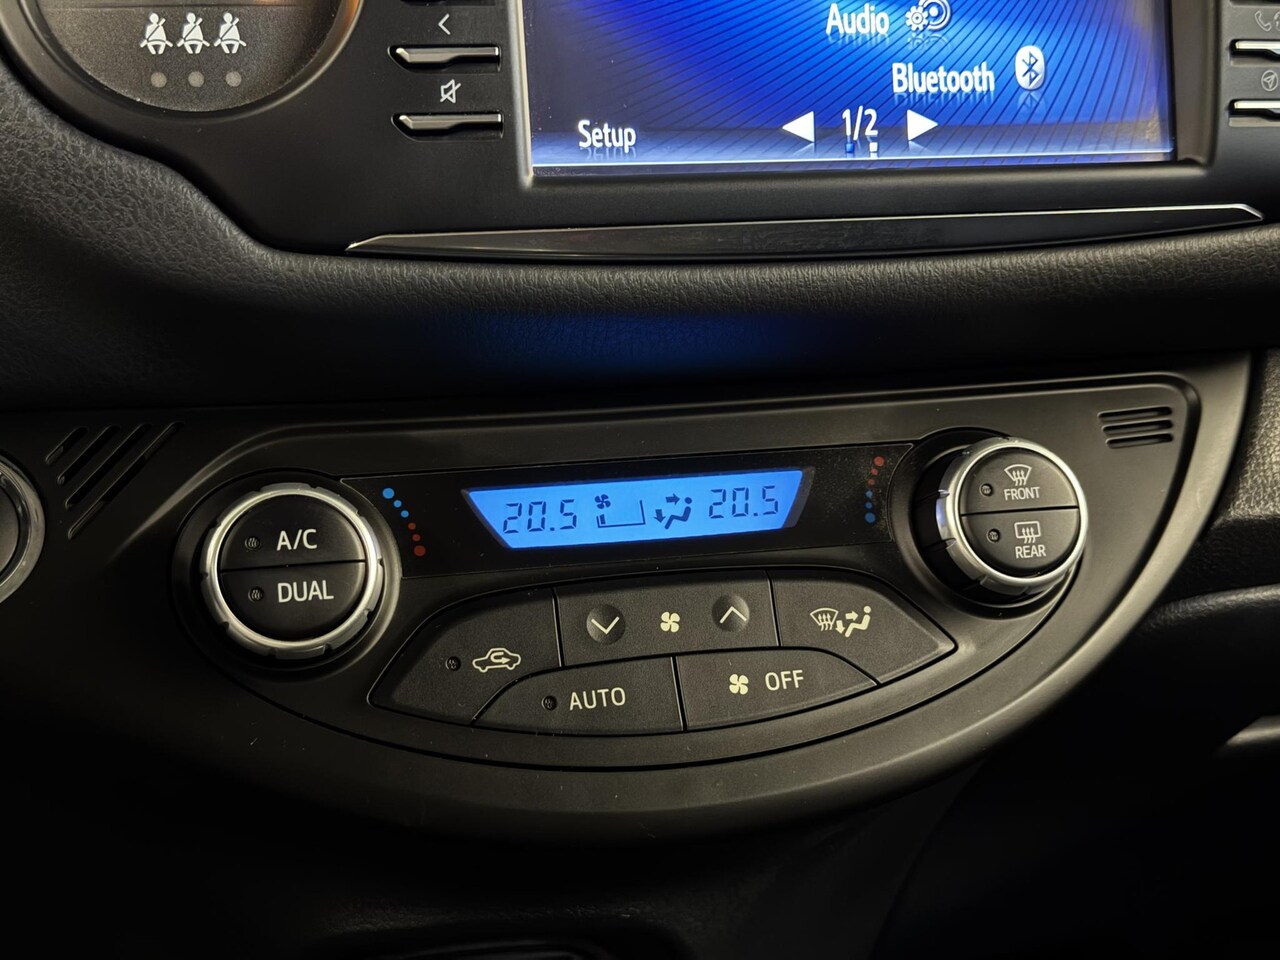 Audio
Bluetooth
Setup
1/2
20.5
20.5
A/C
DUAL
FRONT
REAR
AUTO
OFF